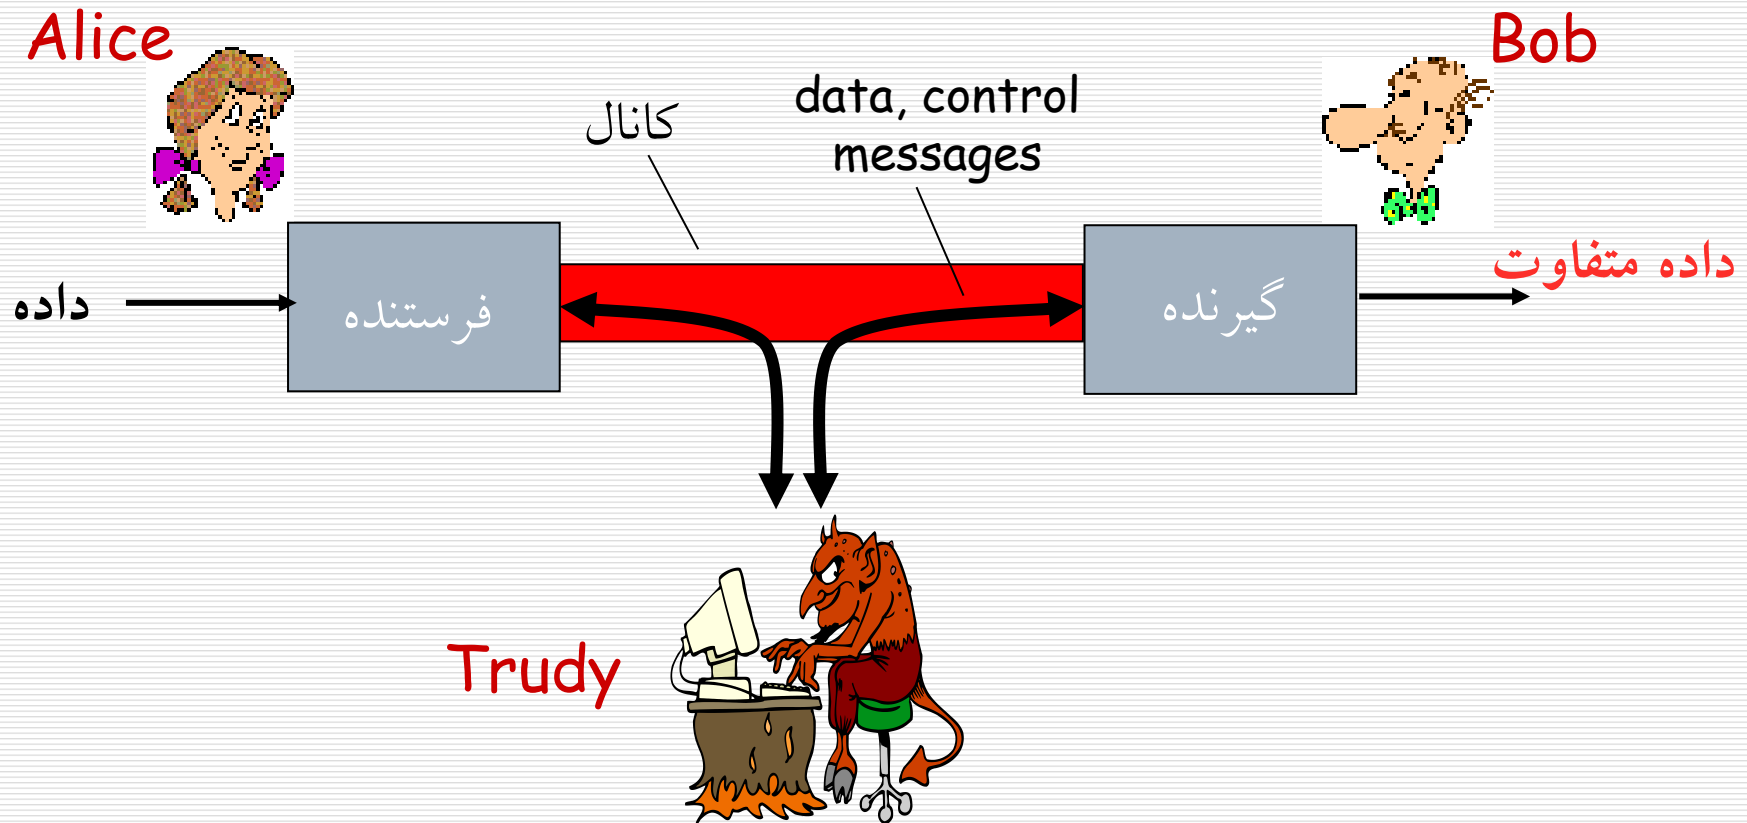 Alice
Bob
کانال
data, control
messages
داده متفاوت
داده
فرستنده
گیرنده
Trudy